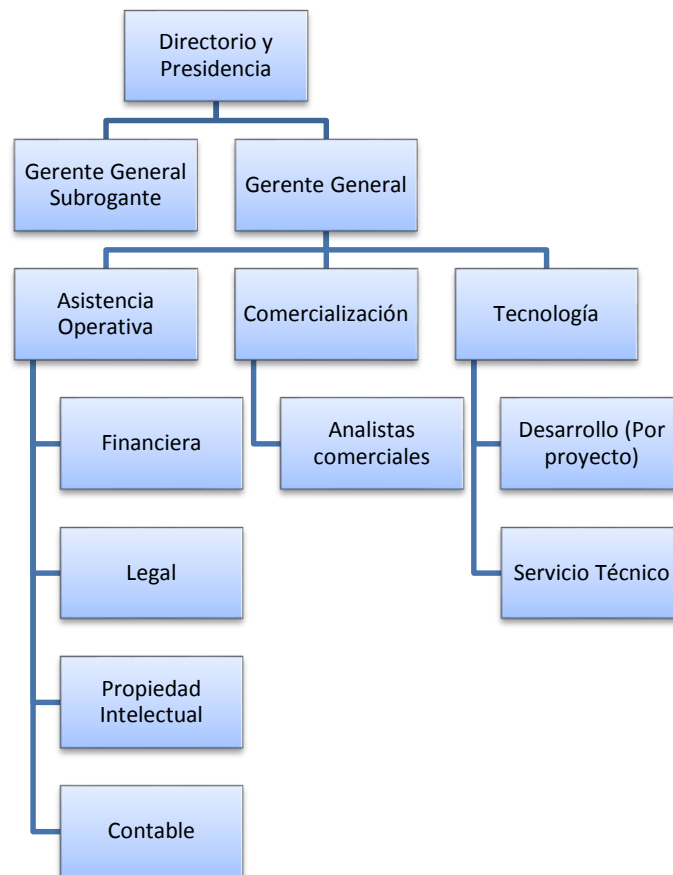 Directorio y
Presidencia
Gerente General
Subrogante
Gerente General
Asistencia
Operativa
Comercialización
Tecnología
Financiera
Analistas
comerciales
Desarrollo (Por
proyecto)
Legal
Servicio Técnico
Propiedad
Intelectual
Contable